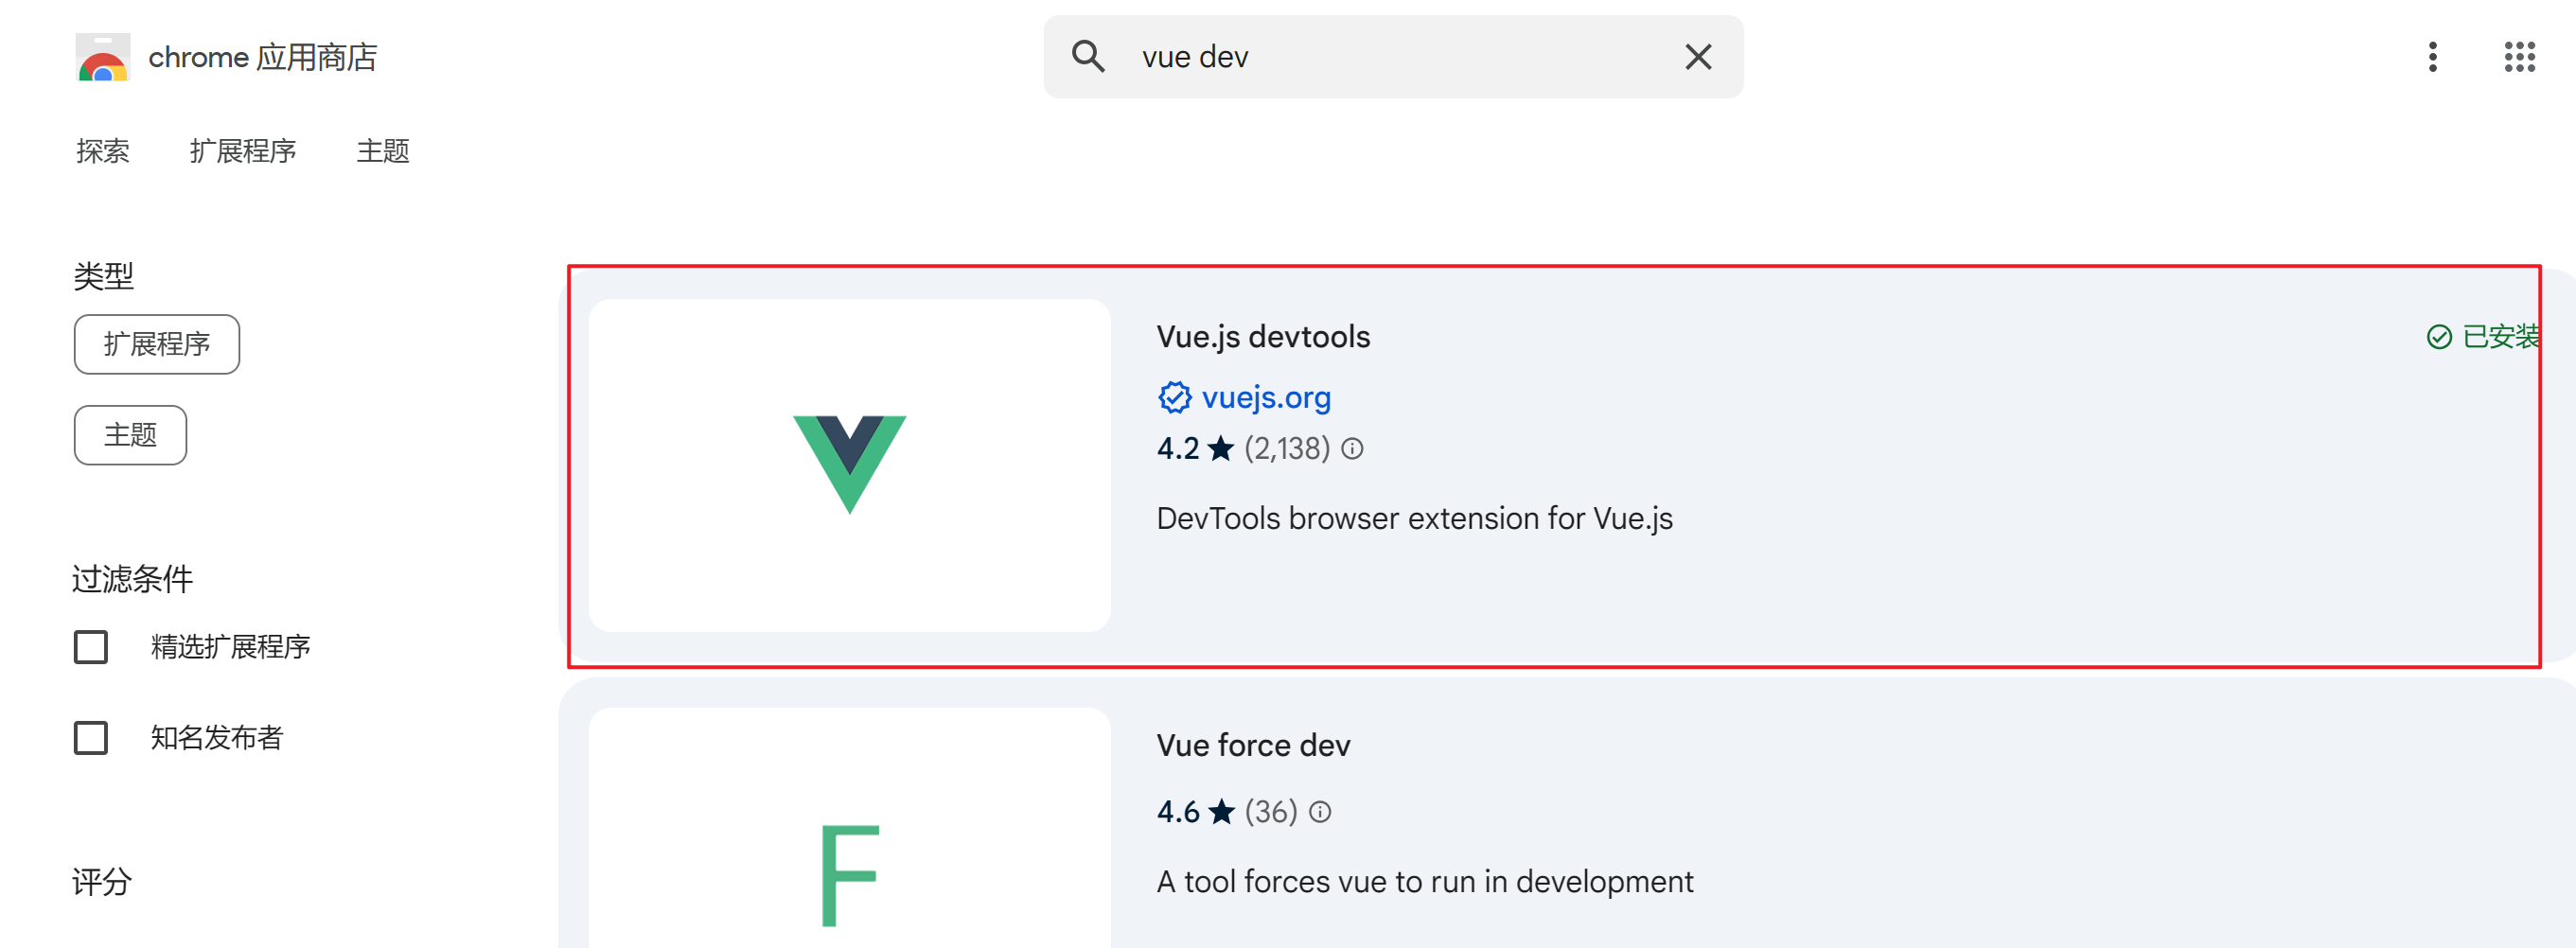 chrome 应用商店
vue dev
探索 扩展程序 主题
类型
扩展程序
主题
过滤条件
精选扩展程序
知名发布者
评分
Vue.js devtools
已安装
vuejs.org
4.2 ★ (2,138)
DevTools browser extension for Vue.js
Vue force dev
4.6 ★ (36)
A tool forces vue to run in development
F